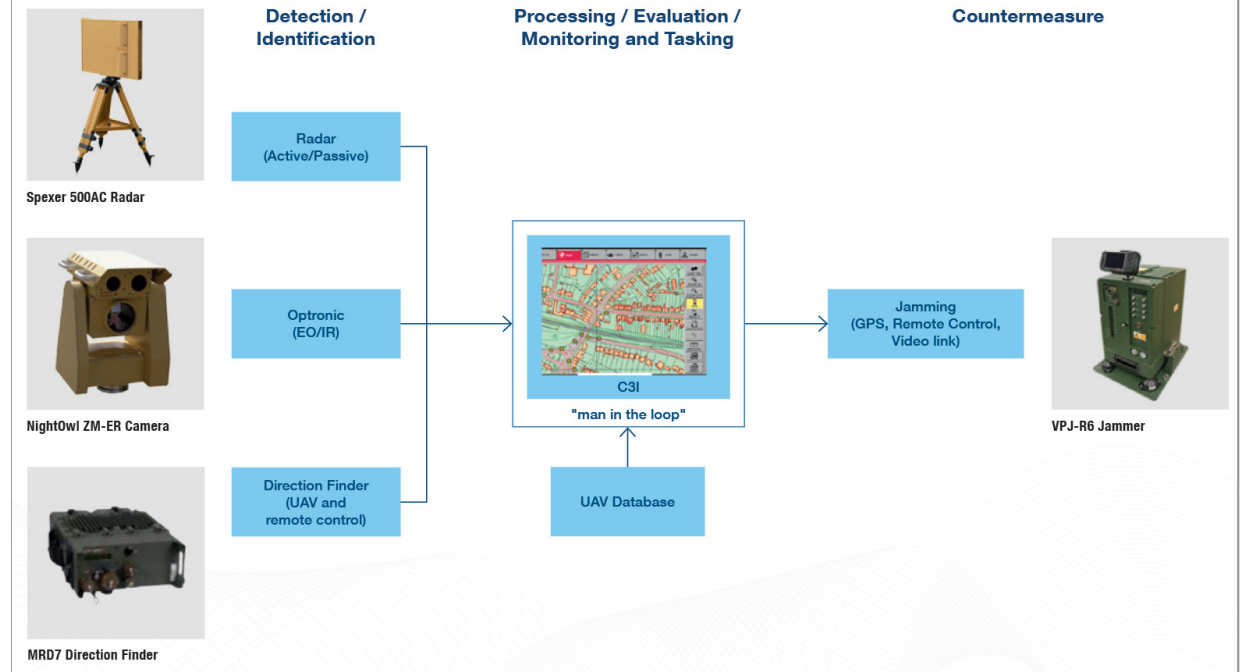 Detection /
Identification
Processing / Evaluation /
Monitoring and Tasking
Countermeasure
Spexer 500AC Radar
Radar
(Active/Passive)
NightOwl ZM-ER Camera
Optronic
(EO/IR)
C3I
"man in the loop"
Jamming
(GPS, Remote Control,
Video link)
VPJ-R6 Jammer
Direction Finder
(UAV and
remote control)
UAV Database
MRD7 Direction Finder